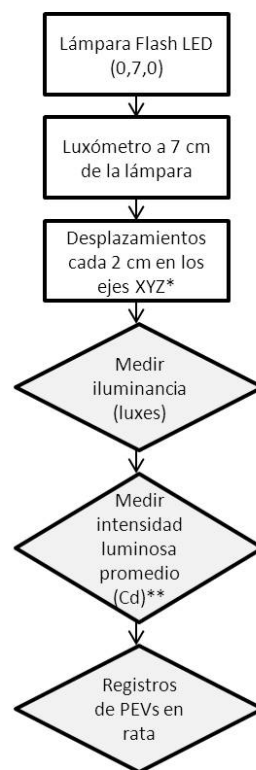 Lámpara Flash LED
(0,7,0)
Luxómetro a 7 cm
de la lámpara
Desplazamientos
cada 2 cm en los
ejes XYZ*
Medir
iluminancia
(luxes)
Medir
intensidad
luminosa
promedio
(Cd)**
Registros
de PEVs en
rata